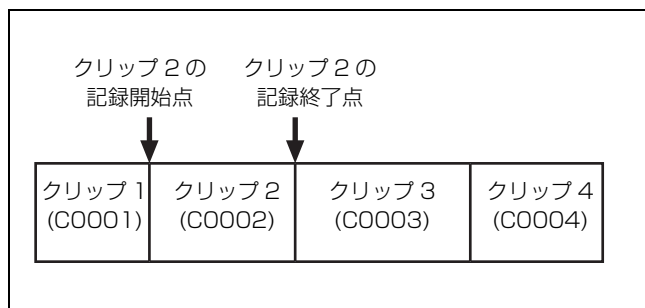 クリップ 2 の
記録開始点
クリップ 2 の
記録終了点
クリップ 1
(C0001)
クリップ 2
(C0002)
クリップ 3
(C0003)
クリップ 4
(C0004)